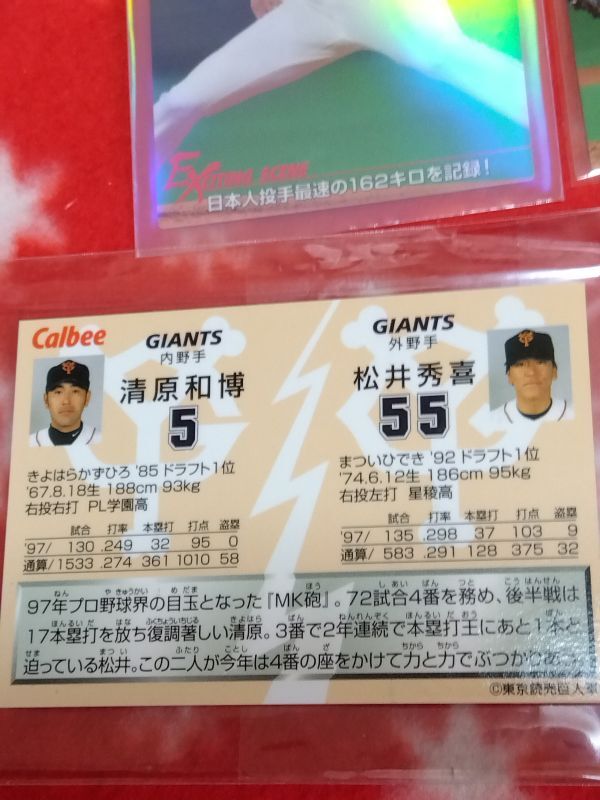 EXCITING SCENE
日本人投手最速の162キロを記録!
Calbee
GIANTS
内野手
清原和博
5
きよはらかずひろ '85 ドラフト1位
'67.8.18生 188cm 93kg
右投右打 PL学園高
試合 打率 本塁打 打点 盗塁
'97/ 130 .249 32 95 0
通算/ 1533 .274 361 1010 58
GIANTS
外野手
松井秀喜
55
まついひでき '92 ドラフト1位
'74.6.12生 186cm 95kg
右投左打 星稜高
試合 打率 本塁打 打点 盗塁
'97/ 135 .298 37 103 9
通算/ 583 .291 128 375 32
97年プロ野球界の目玉となった『MK砲』。72試合4番を務め、後半戦は
17本塁打を放ち復調著しい清原。3番で2年連続で本塁打王にあと1本と
迫っている松井。この二人が今年は4番の座をかけて力と力でぶつかりあ
©東京読売巨人軍